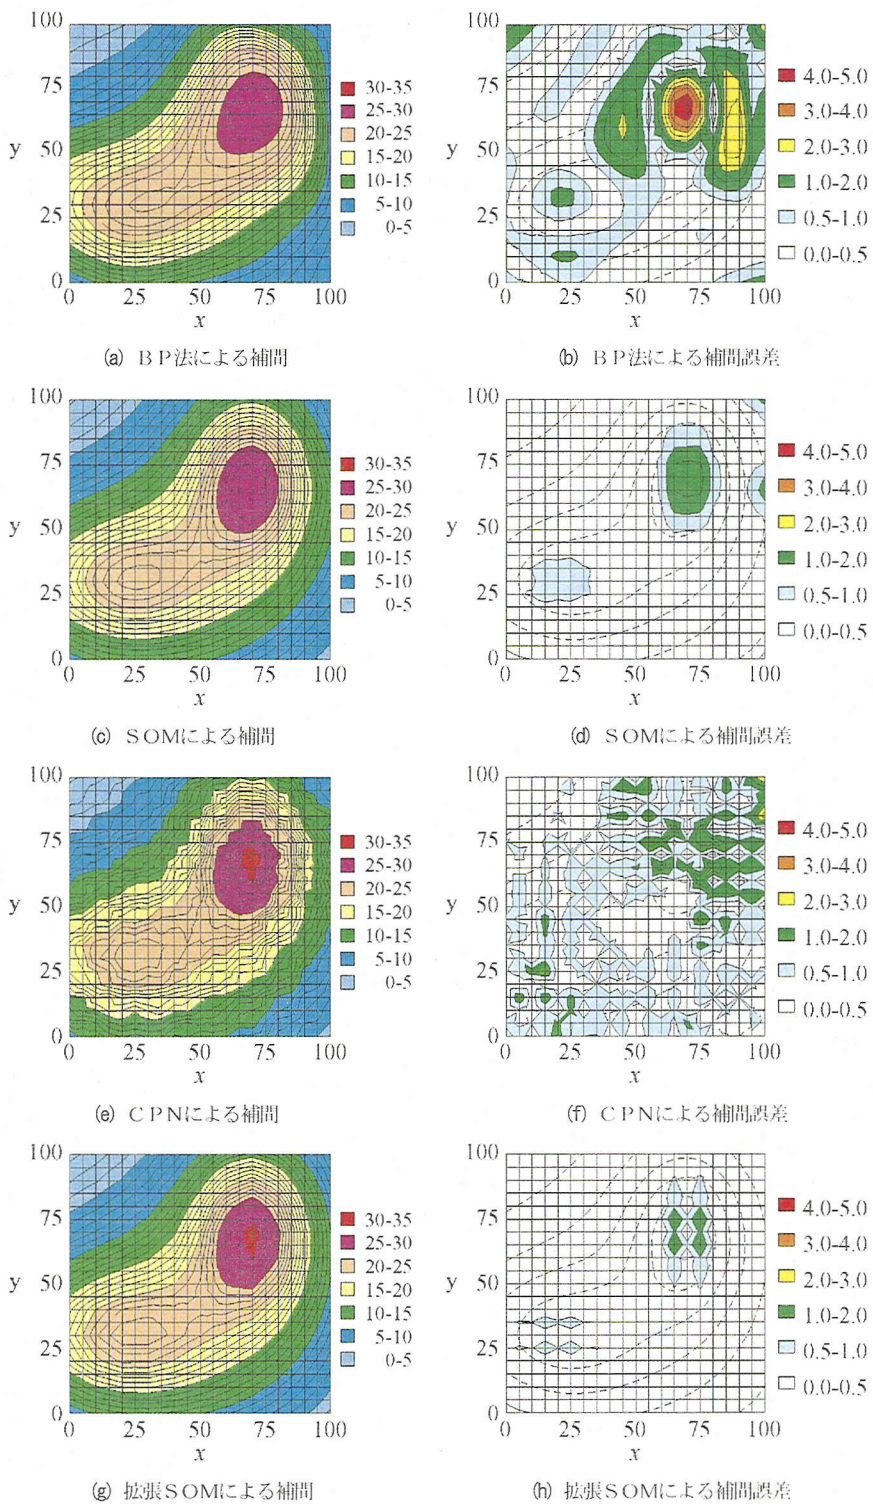 100
75
y
50
25
0
0 25 50 75 100
x
30-35
25-30
20-25
15-20
10-15
5-10
0-5
(a) BP法による補間
100
75
y
50
25
0
0 25 50 75 100
x
4.0-5.0
3.0-4.0
2.0-3.0
1.0-2.0
0.5-1.0
0.0-0.5
(b) BP法による補間誤差
100
75
y
50
25
0
0 25 50 75 100
x
30-35
25-30
20-25
15-20
10-15
5-10
0-5
(c) SOMによる補間
100
75
y
50
25
0
0 25 50 75 100
x
4.0-5.0
3.0-4.0
2.0-3.0
1.0-2.0
0.5-1.0
0.0-0.5
(d) SOMによる補間誤差
100
75
y
50
25
0
0 25 50 75 100
x
30-35
25-30
20-25
15-20
10-15
5-10
0-5
(e) CPNによる補間
100
75
y
50
25
0
0 25 50 75 100
x
4.0-5.0
3.0-4.0
2.0-3.0
1.0-2.0
0.5-1.0
0.0-0.5
(f) CPNによる補間誤差
100
75
y
50
25
0
0 25 50 75 100
x
30-35
25-30
20-25
15-20
10-15
5-10
0-5
(g) 拡張SOMによる補間
100
75
y
50
25
0
0 25 50 75 100
x
4.0-5.0
3.0-4.0
2.0-3.0
1.0-2.0
0.5-1.0
0.0-0.5
(h) 拡張SOMによる補間誤差